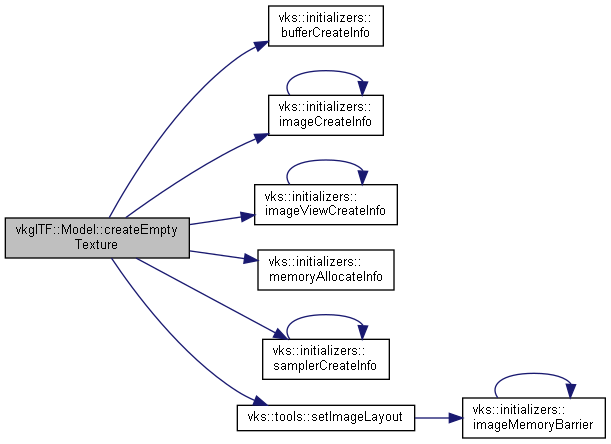 vks::initializers::
bufferCreateInfo
vks::initializers::
imageCreateInfo
vks::initializers::
imageViewCreateInfo
vkglTF::Model::createEmpty
Texture
vks::initializers::
memoryAllocateInfo
vks::initializers::
samplerCreateInfo
vks::tools::setImageLayout
vks::initializers::
imageMemoryBarrier